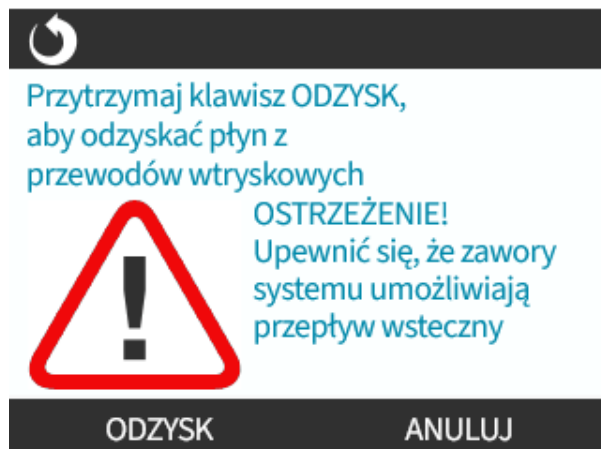 Przytrzymaj klawisz ODZYSK,
aby odzyskać płyn z
przewodów wtryskowych
OSTRZEŻENIE!
Upewnić się, że zawory
systemu umożliwiają
przepływ wsteczny
ODZYSK ANULUJ